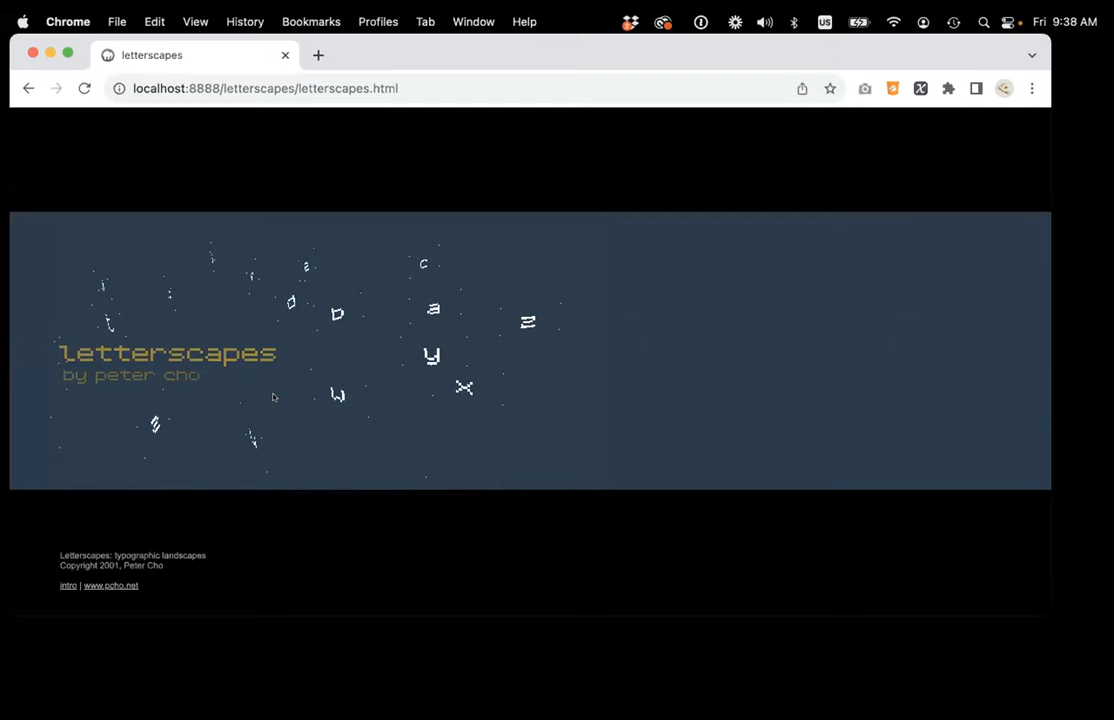 Chrome File Edit View History Bookmarks Profiles Tab Window Help US Fri 9:38 AM
letterscapes
localhost:8888/letterscapes/letterscapes.html
c
d
b
a
z
letterscapes
y
by peter cho
x
w
v
Letterscapes: typographic landscapes
Copyright 2001, Peter Cho
intro | www.pcho.net